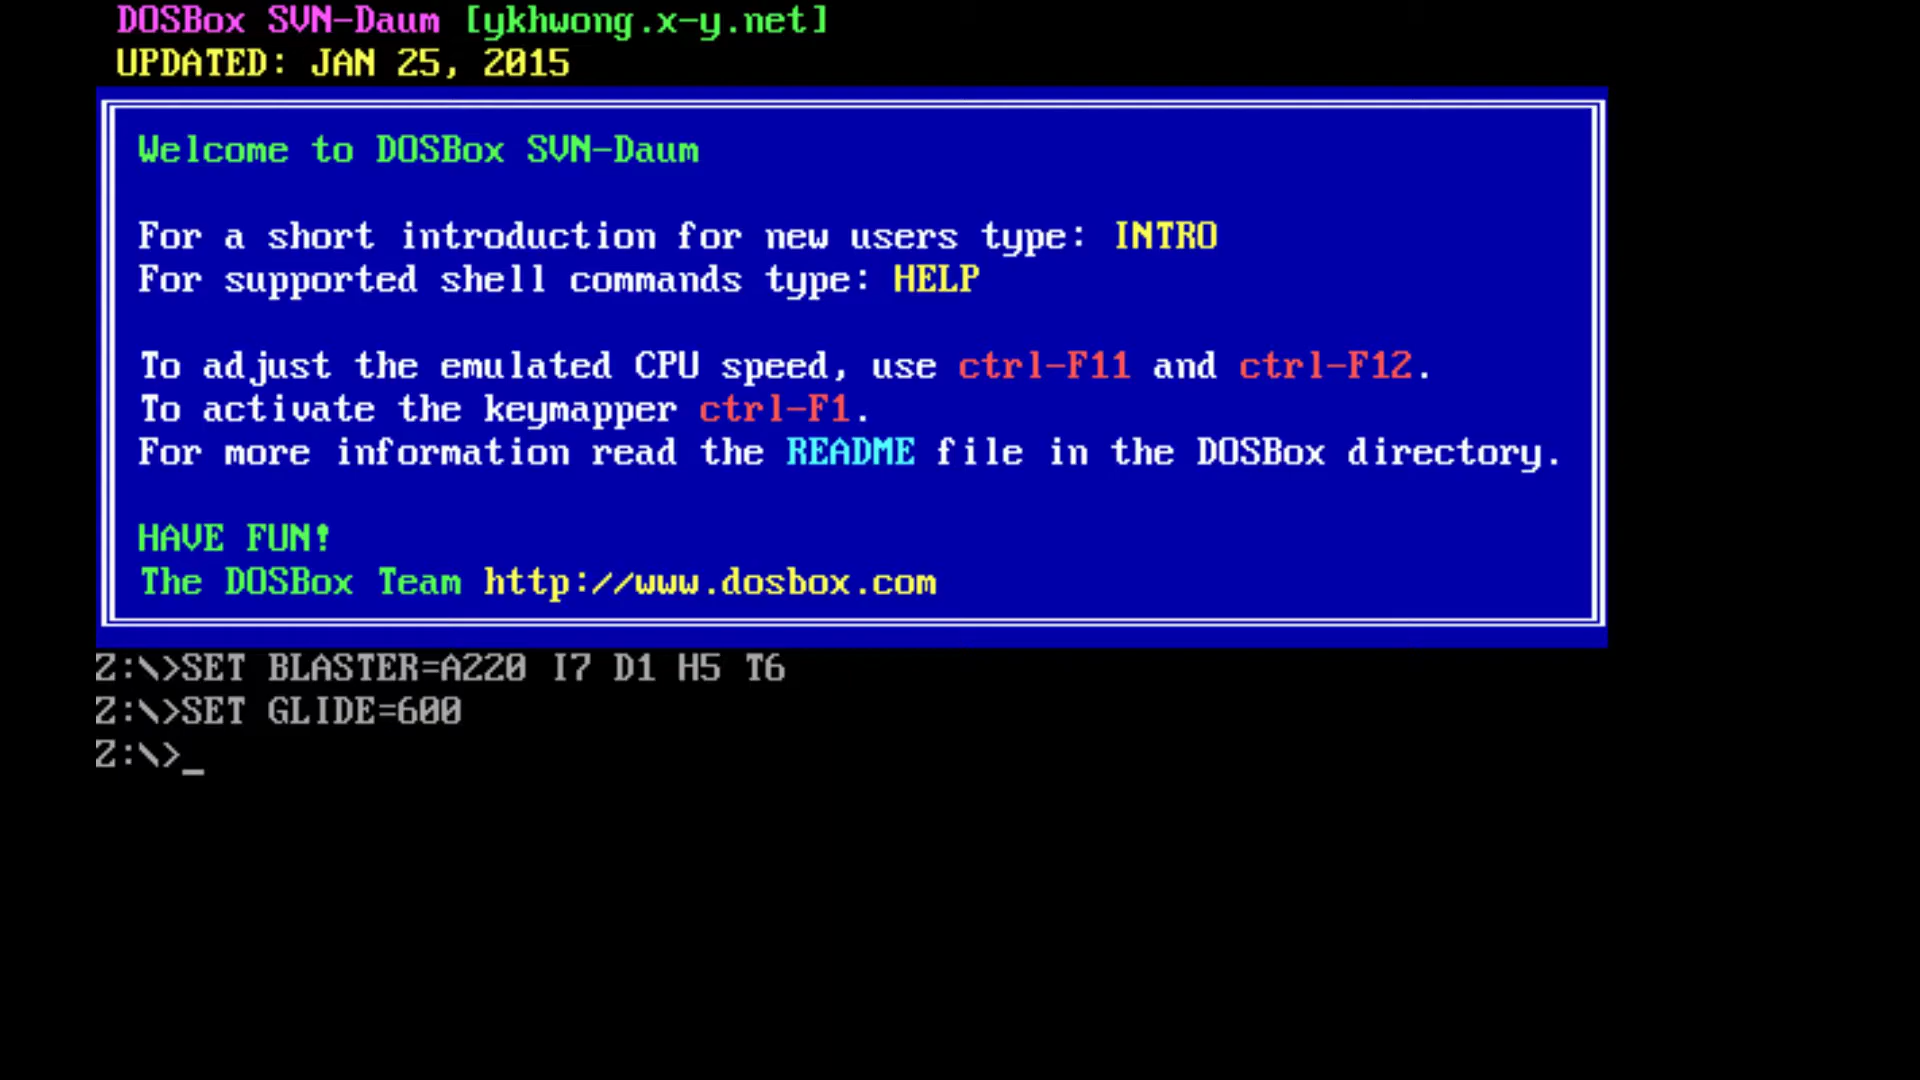 DOSBox SVN-Daum [ykhwong.x-y.net]
UPDATED: JAN 25, 2015
Welcome to DOSBox SVN-Daum
For a short introduction for new users type: INTRO
For supported shell commands type: HELP
To adjust the emulated CPU speed, use ctrl-F11 and ctrl-F12.
To activate the keymapper ctrl-F1.
For more information read the README file in the DOSBox directory.
HAVE FUN!
The DOSBox Team http://www.dosbox.com
Z:\>SET BLASTER=A220 I7 D1 H5 T6
Z:\>SET GLIDE=600
Z:\>_